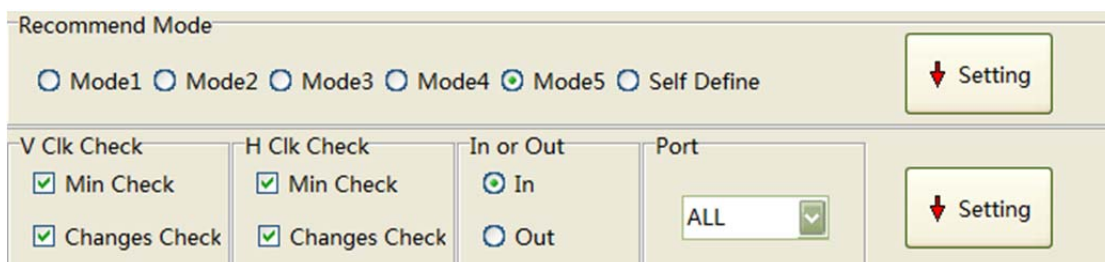 Recommend Mode
Mode1 Mode2 Mode3 Mode4 Mode5 Self Define
Setting
V Clk Check
Min Check
Changes Check
H Clk Check
Min Check
Changes Check
In or Out
In
Out
Port
ALL
Setting